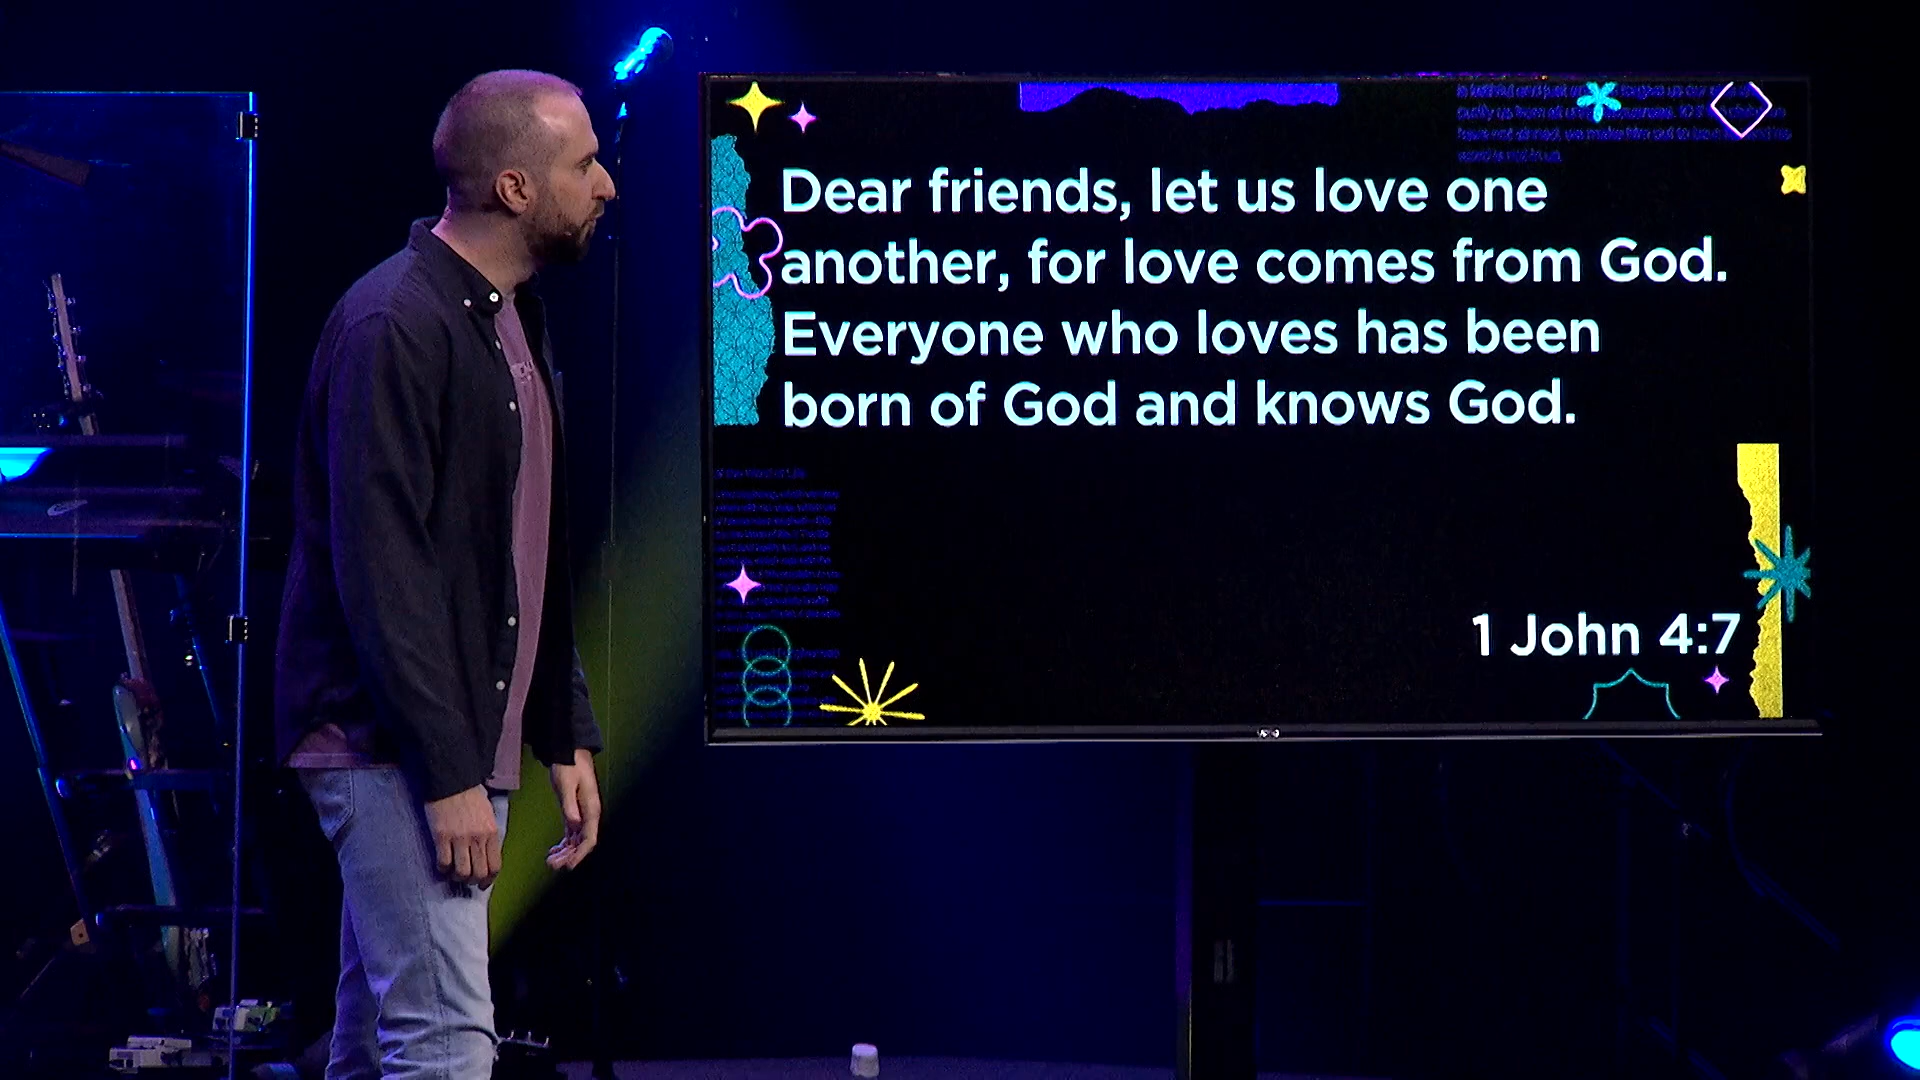 Dear friends, let us love one
another, for love comes from God.
Everyone who loves has been
born of God and knows God.
1 John 4:7